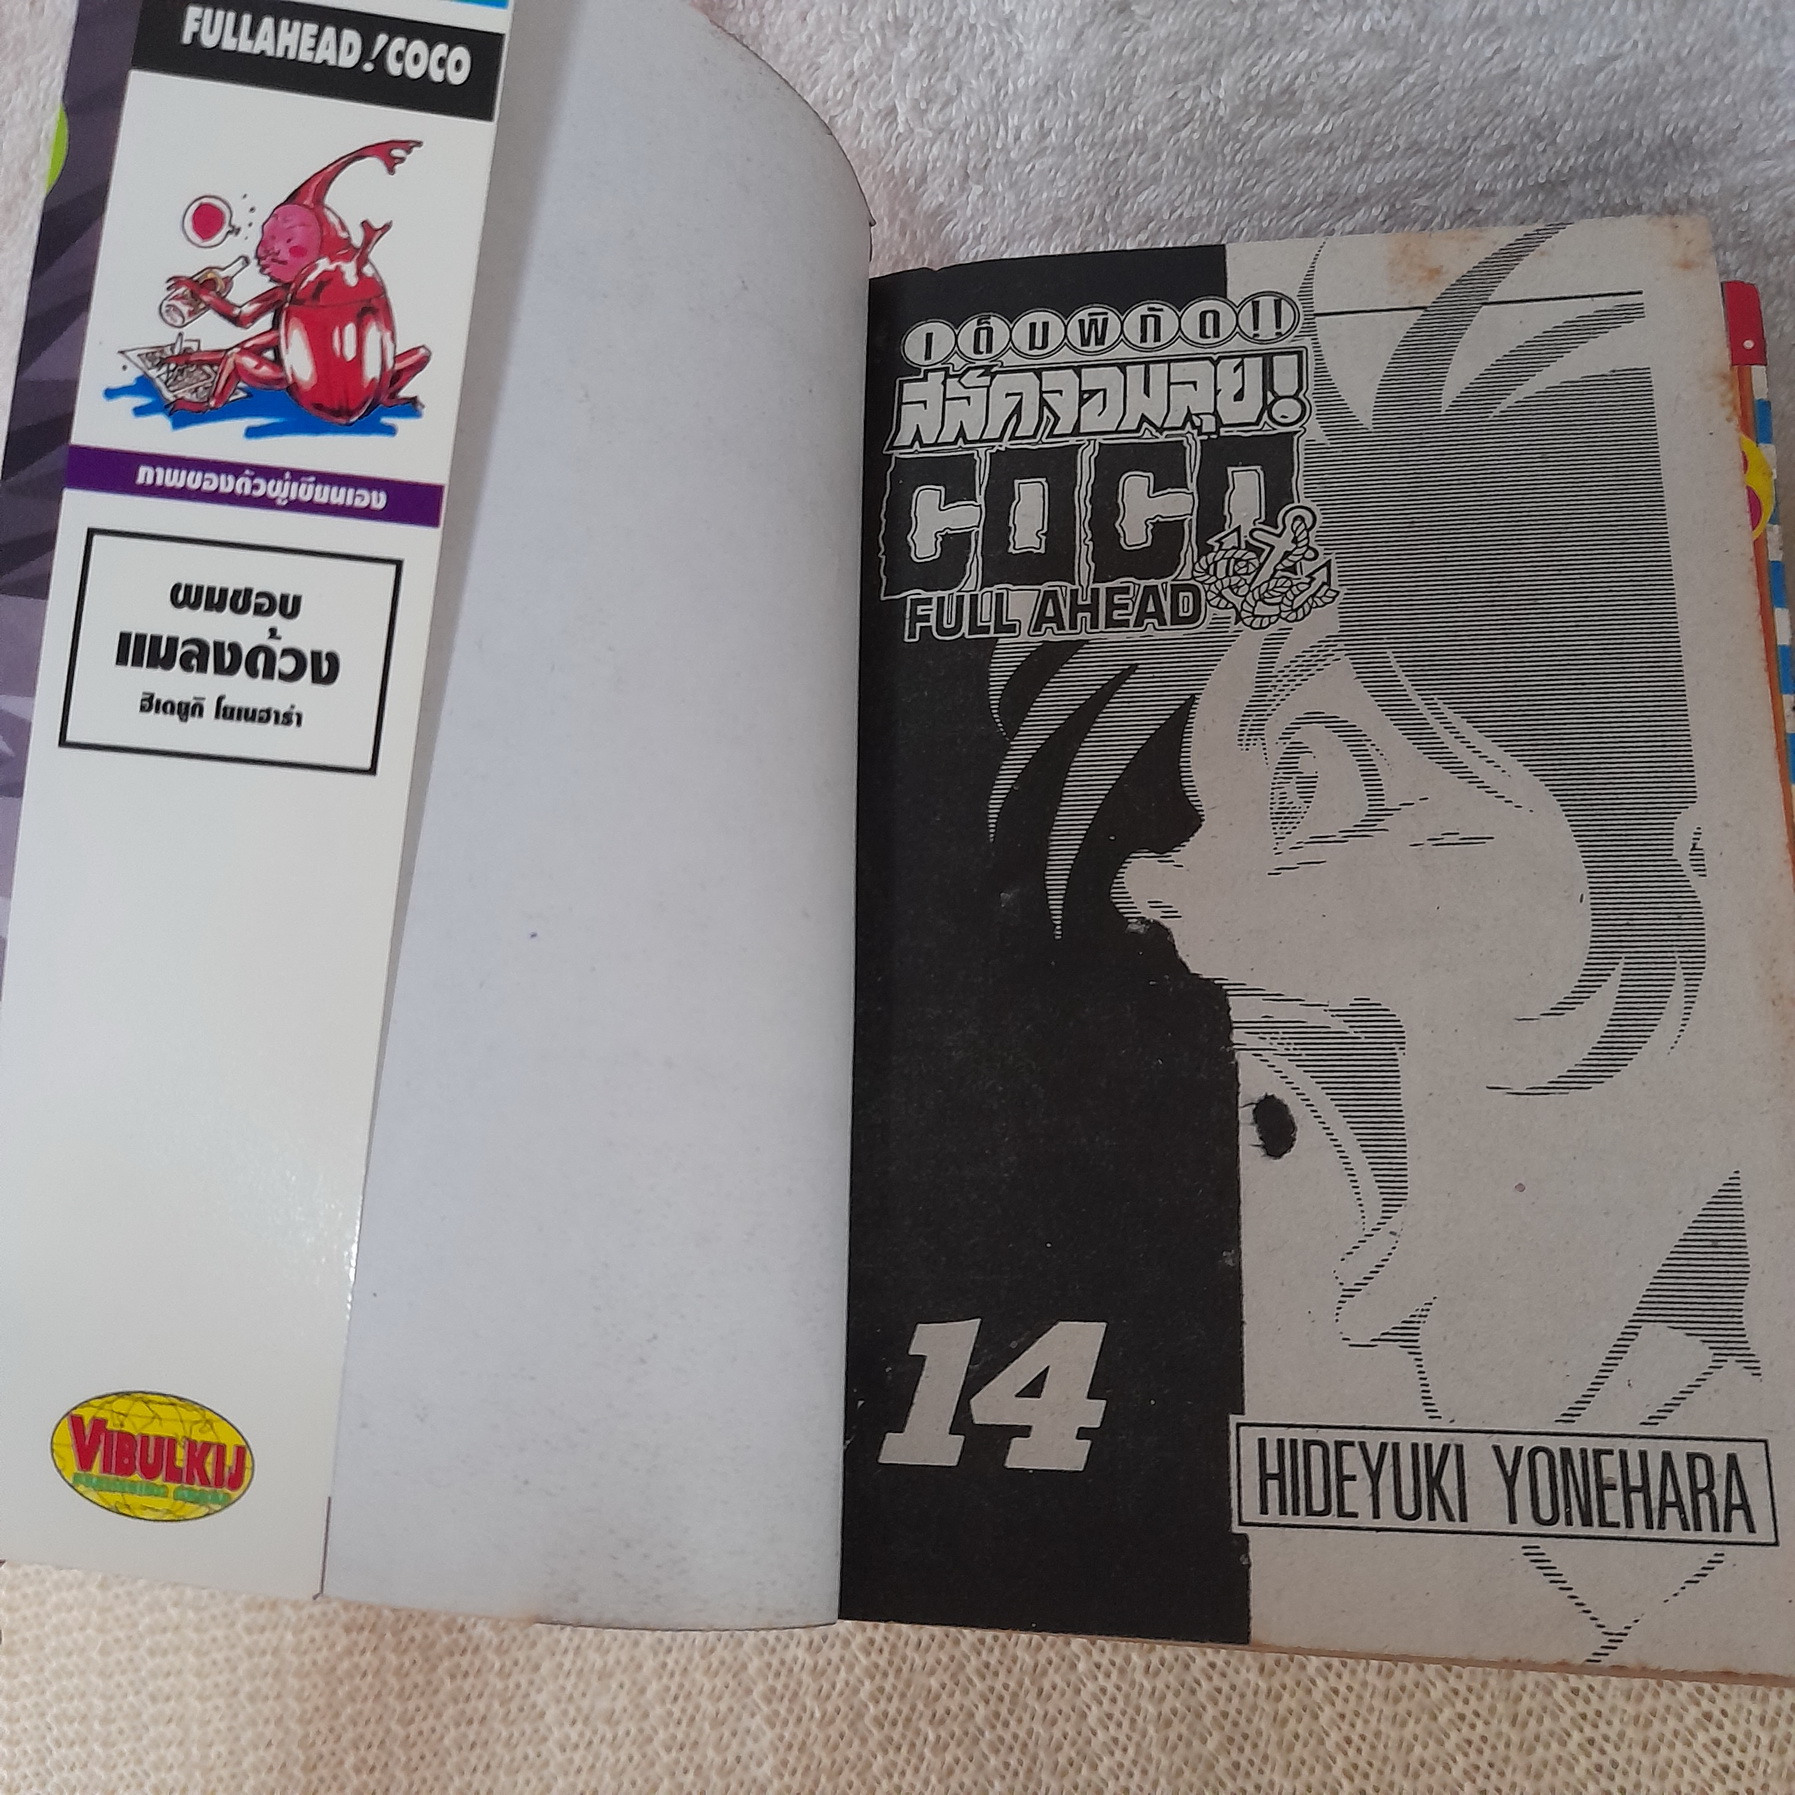 FULLAHEAD!COCO
ภาพของตัวผู้เขียนเอง
ผมชอบ
แมลงด้วง
ฮิเดยูกิ โยเนฮาร่า
VIBULKIJ
เต็มพิกัด!!
สลัดจอมลุย!
COCO
FULL AHEAD
14
HIDEYUKI YONEHARA